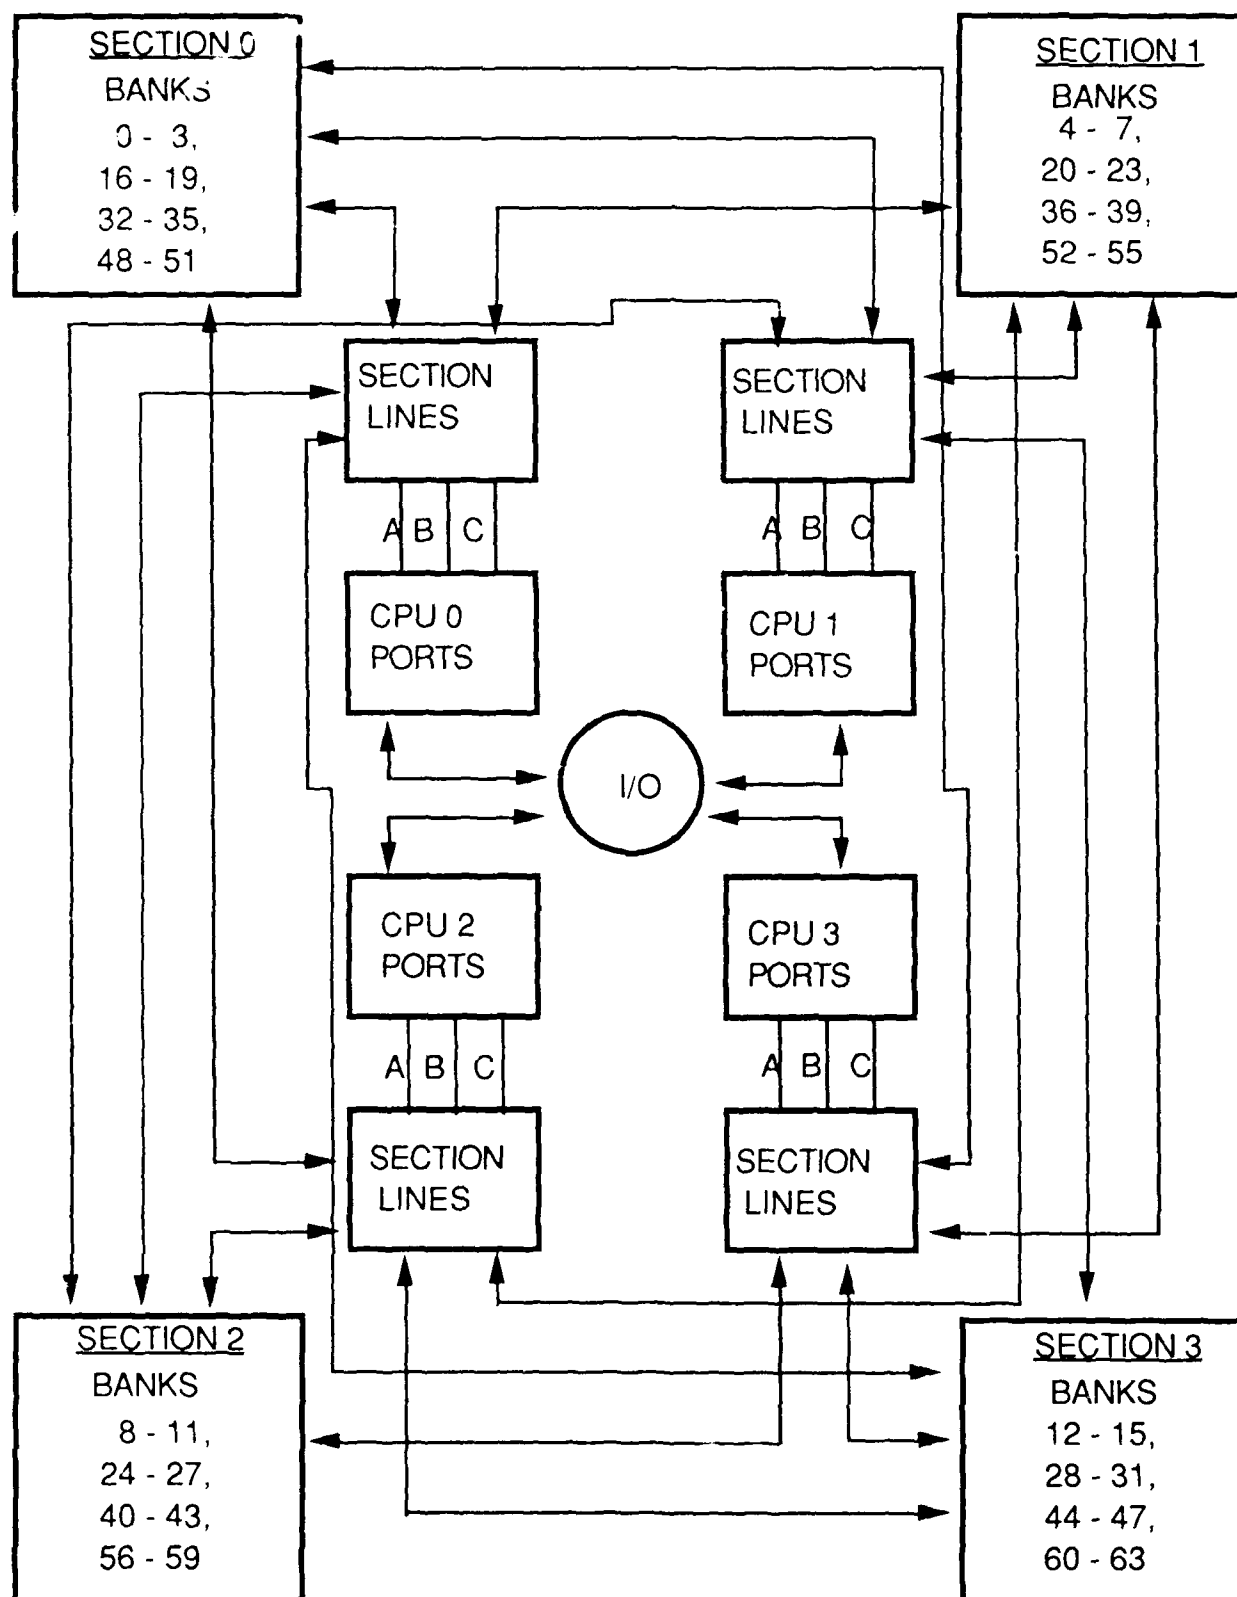 SECTION 0
BANKS
0 - 3,
16 - 19,
32 - 35,
48 - 51
SECTION 1
BANKS
4 - 7,
20 - 23,
36 - 39,
52 - 55
SECTION
LINES
SECTION
LINES
A B C
A B C
CPU 0
PORTS
CPU 1
PORTS
I/O
CPU 2
PORTS
CPU 3
PORTS
A B C
A B C
SECTION
LINES
SECTION
LINES
SECTION 2
BANKS
8 - 11,
24 - 27,
40 - 43,
56 - 59
SECTION 3
BANKS
12 - 15,
28 - 31,
44 - 47,
60 - 63